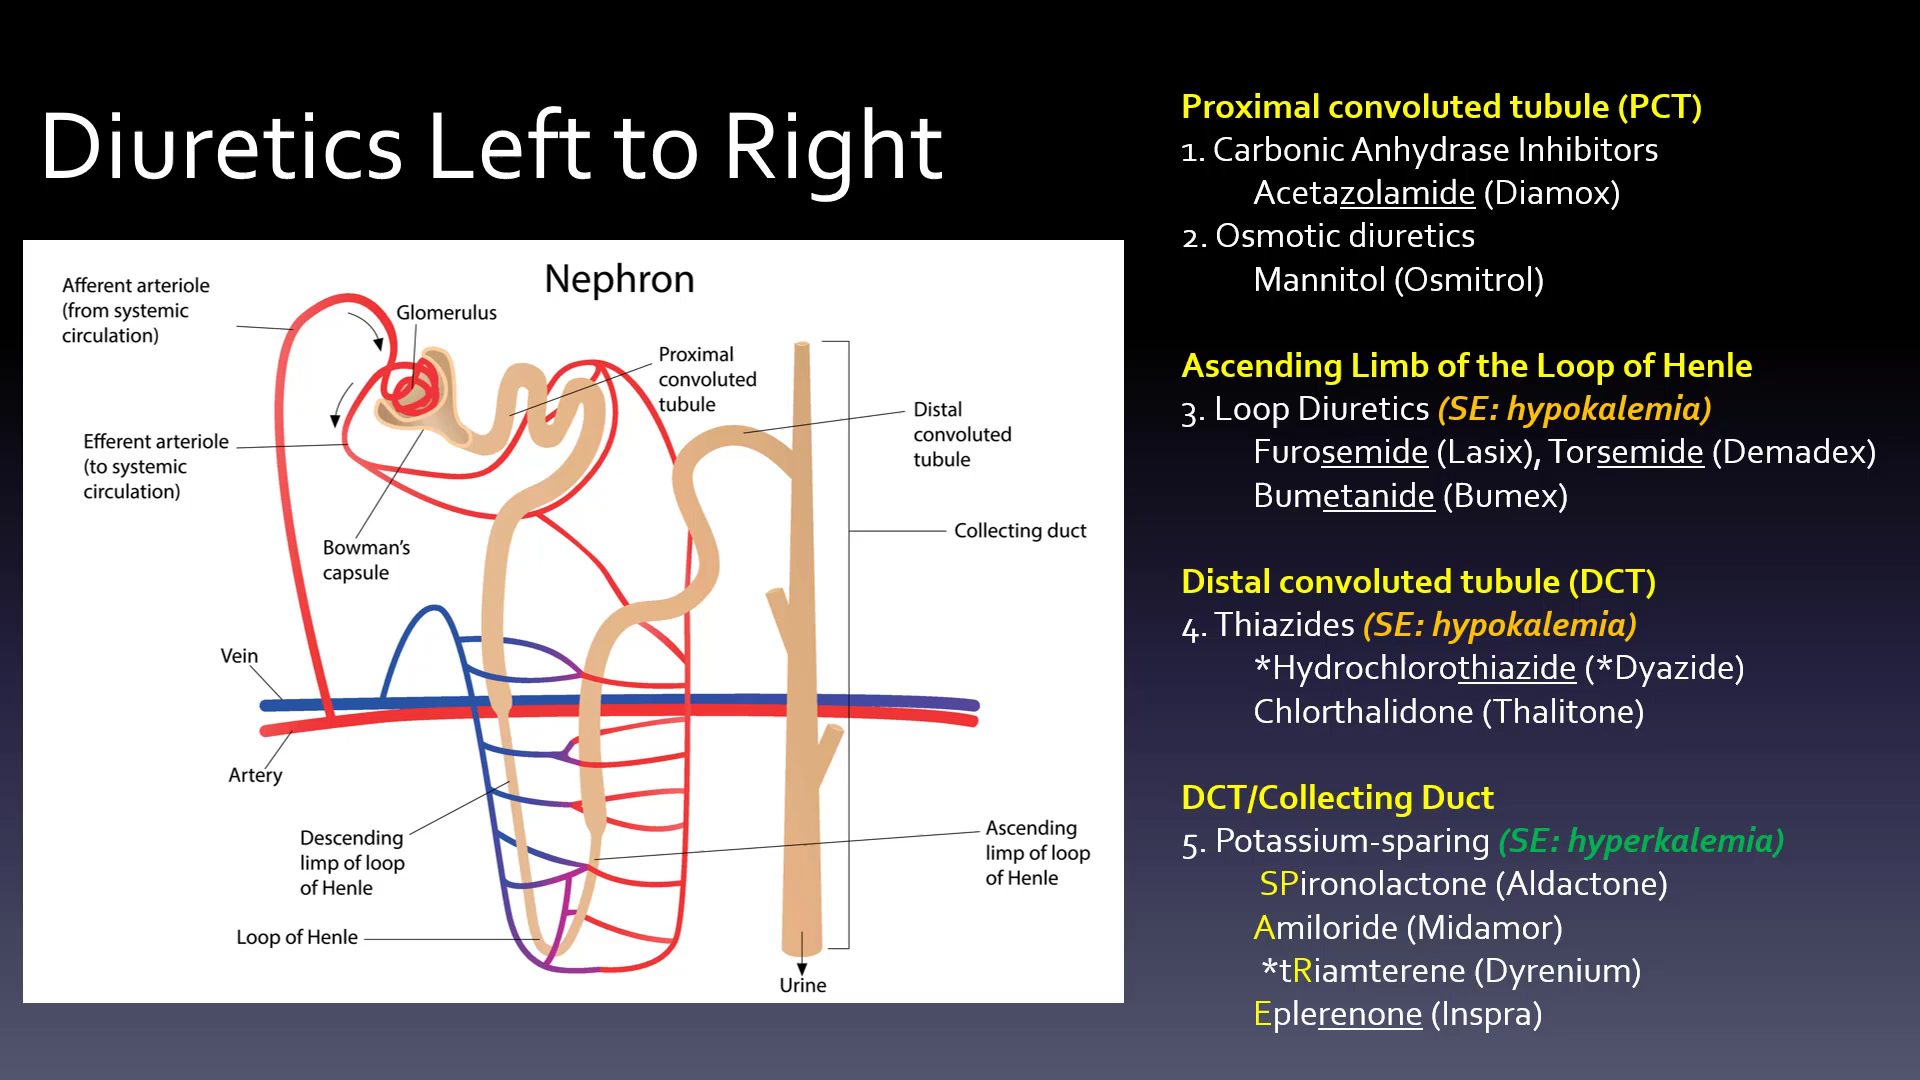 Diuretics Left to Right
Nephron
Afferent arteriole
(from systemic
circulation)
Glomerulus
Proximal
convoluted
tubule
Distal
convoluted
tubule
Efferent arteriole
(to systemic
circulation)
Collecting duct
Bowman's
capsule
Vein
Artery
Descending
limp of loop
of Henle
Ascending
limp of loop
of Henle
Loop of Henle
Urine
Proximal convoluted tubule (PCT)
1. Carbonic Anhydrase Inhibitors
Acetazolamide (Diamox)
2. Osmotic diuretics
Mannitol (Osmitrol)
Ascending Limb of the Loop of Henle
3. Loop Diuretics (SE: hypokalemia)
Furosemide (Lasix), Torsemide (Demadex)
Bumetanide (Bumex)
Distal convoluted tubule (DCT)
4. Thiazides (SE: hypokalemia)
*Hydrochlorothiazide (*Dyazide)
Chlorthalidone (Thalitone)
DCT/Collecting Duct
5. Potassium-sparing (SE: hyperkalemia)
SPironolactone (Aldactone)
Amiloride (Midamor)
*tRiamterene (Dyrenium)
Eplerenone (Inspra)